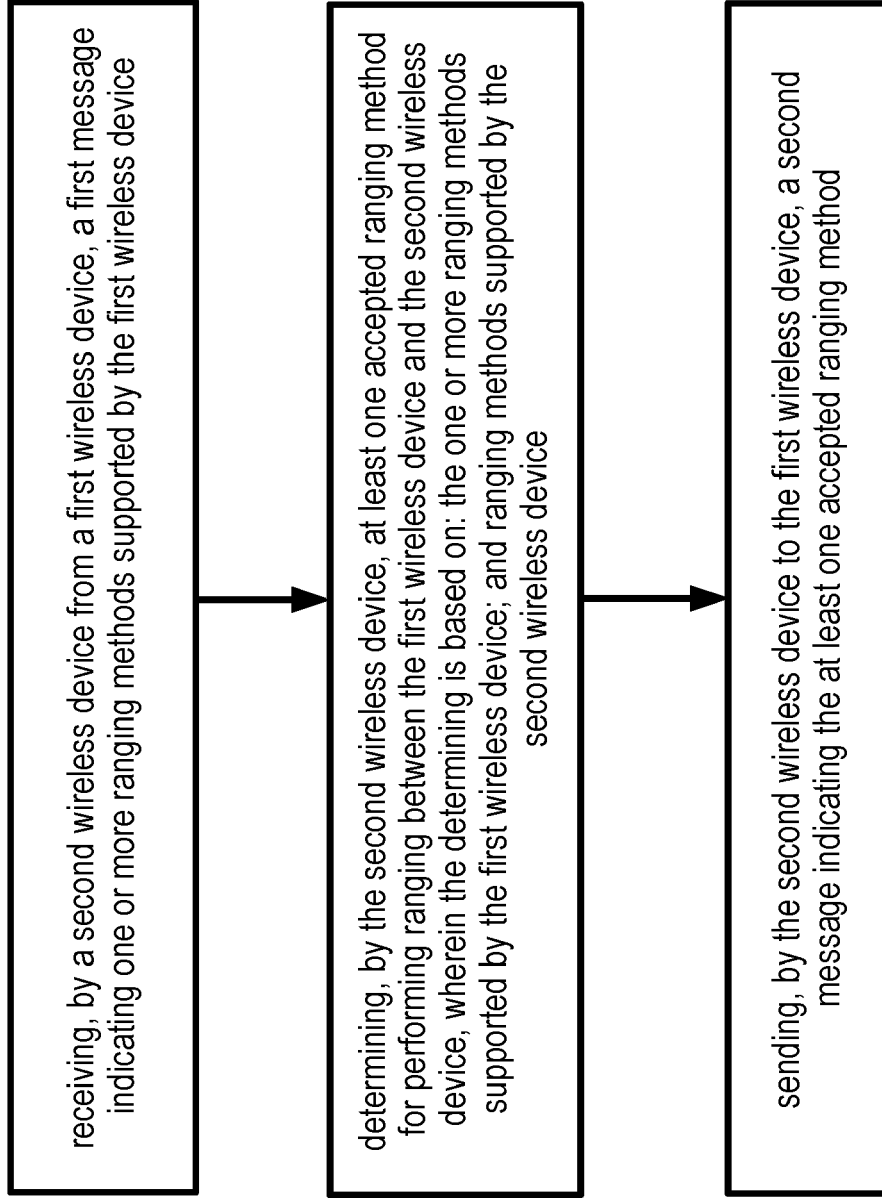 receiving, by a second wireless device from a first wireless device, a first message
indicating one or more ranging methods supported by the first wireless device
determining, by the second wireless device, at least one accepted ranging method
for performing ranging between the first wireless device and the second wireless
device, wherein the determining is based on: the one or more ranging methods
supported by the first wireless device; and ranging methods supported by the
second wireless device
sending, by the second wireless device to the first wireless device, a second
message indicating the at least one accepted ranging method